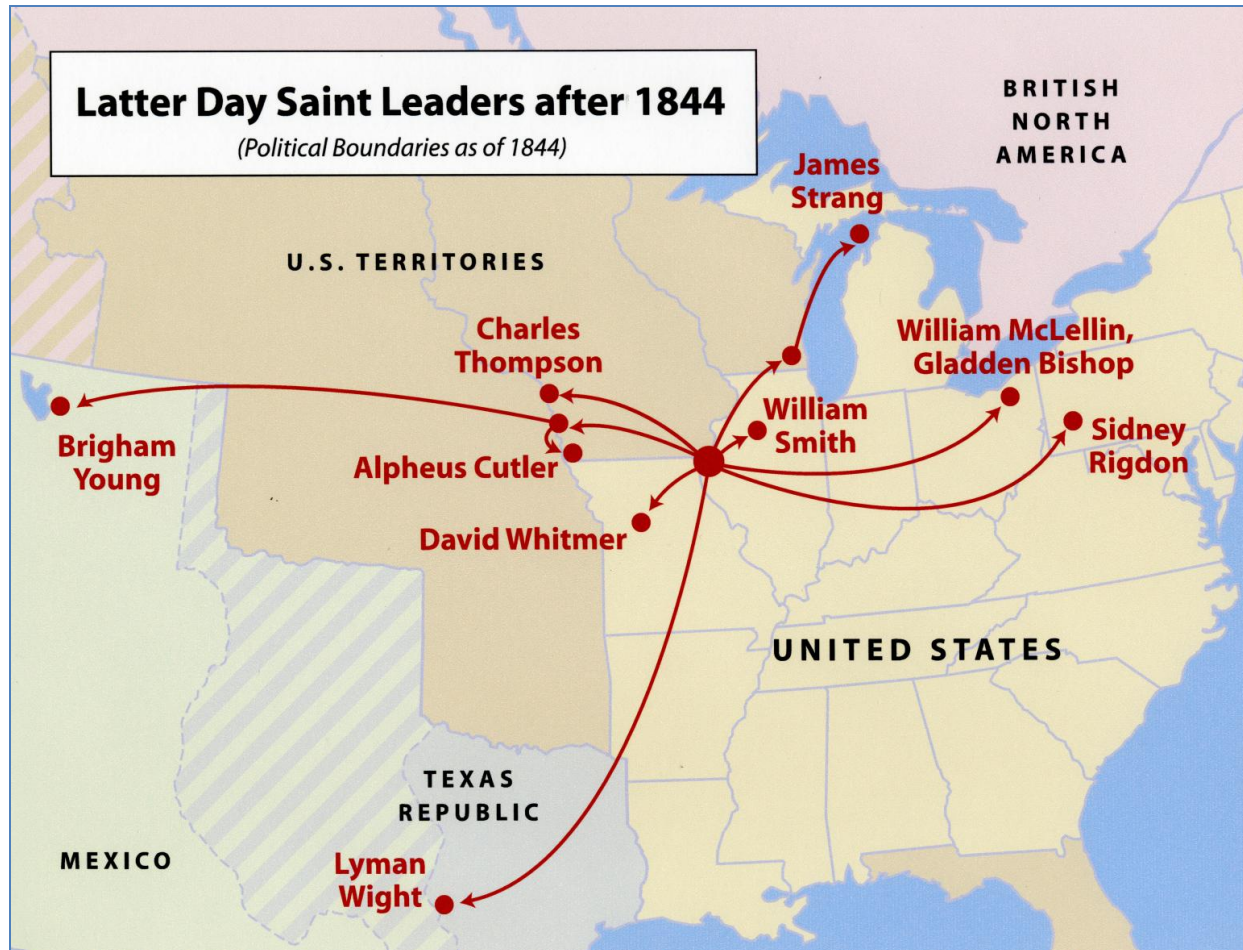 Latter Day Saint Leaders after 1844
(Political Boundaries as of 1844)
BRITISH
NORTH
AMERICA
James
Strang
U.S. TERRITORIES
Charles
Thompson
William McLellin,
Gladden Bishop
William
Smith
Sidney
Rigdon
Brigham
Young
Alpheus Cutler
David Whitmer
UNITED STATES
TEXAS
REPUBLIC
MEXICO
Lyman
Wight